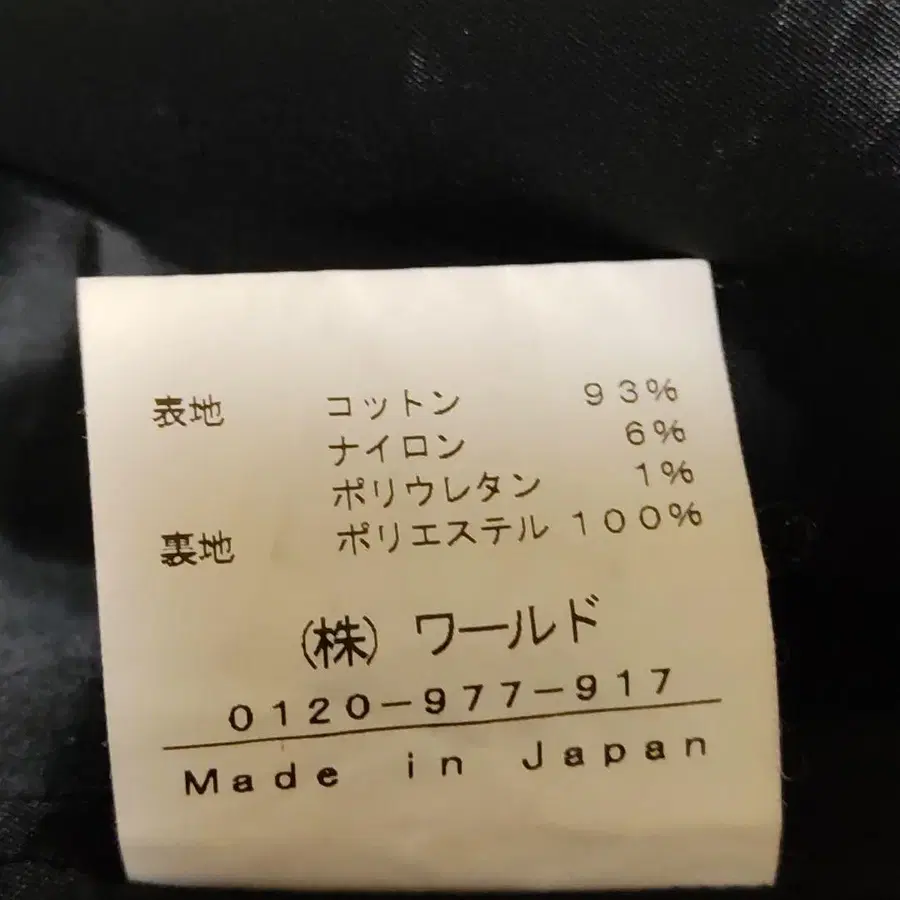 表地 コットン 93%
ナイロン 6%
ポリウレタン 1%
裏地 ポリエステル 100%
(株) ワールド
0120-977-917
Made in Japan